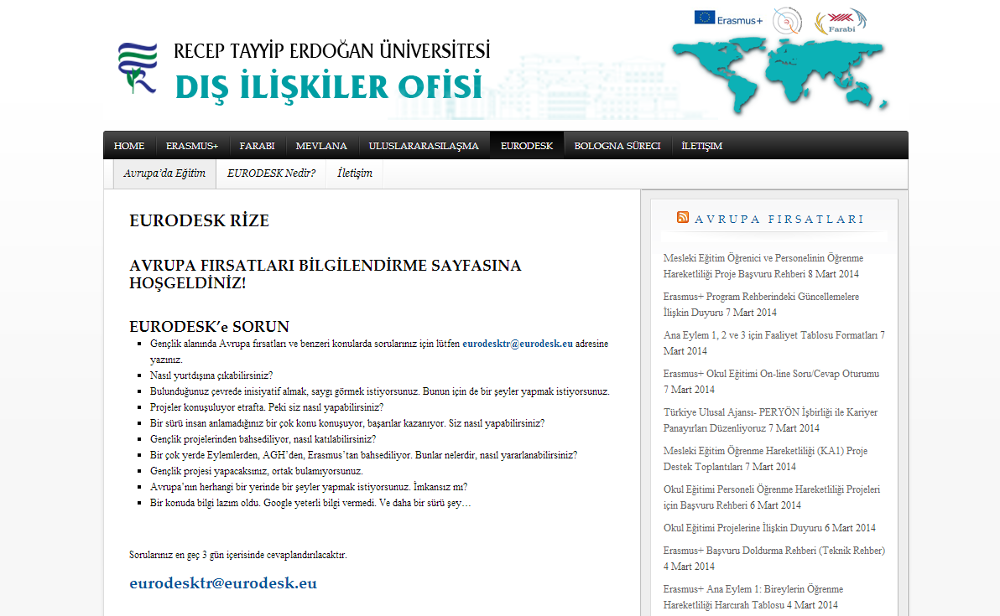 Erasmus+
Farabi
RECEP TAYYİP ERDOĞAN ÜNİVERSİTESİ
DIŞ İLİŞKİLER OFİSİ
HOME ERASMUS+ FARABI MEVLANA ULUSLARARASILAŞMA EURODESK BOLOGNA SÜRECI İLETIŞIM
Avrupa'da Eğitim EURODESK Nedir? İletişim
EURODESK RİZE
AVRUPA FIRSATLARI BİLGİLENDİRME SAYFASINA
HOŞGELDİNİZ!
EURODESK'e SORUN
Gençlik alanında Avrupa fırsatları ve benzeri konularda sorularınız için lütfen eurodesktr@eurodesk.eu adresine
yazınız.
Nasıl yurtdışına çıkabilirsiniz?
Bulunduğunuz çevrede inisiyatif almak, saygı görmek istiyorsunuz. Bunun için de bir şeyler yapmak istiyorsunuz.
Projeler konuşuluyor etrafta. Peki siz nasıl yapabilirsiniz?
Bir sürü insan anlamadığınız bir çok konu konuşuyor, başarılar kazanıyor. Siz nasıl yapabilirsiniz?
Gençlik projelerinden bahsediliyor, nasıl katılabilirsiniz?
Bir çok yerde Eylemlerden, AGH'den, Erasmus'tan bahsediliyor. Bunlar nelerdir, nasıl yararlanabilirsiniz?
Gençlik projesi yapacaksınız, ortak bulamıyorsunuz.
Avrupa'nın herhangi bir yerinde bir şeyler yapmak istiyorsunuz. İmkansız mı?
Bir konuda bilgi lazım oldu. Google yeterli bilgi vermedi. Ve daha bir sürü şey…
Sorularınız en geç 3 gün içerisinde cevaplandırılacaktır.
eurodesktr@eurodesk.eu
AVRUPA FIRSATLARI
Mesleki Eğitim Öğrenici ve Personelinin Öğrenme
Hareketliliği Proje Başvuru Rehberi 8 Mart 2014
Erasmus+ Program Rehberindeki Güncellemelere
İlişkin Duyuru 7 Mart 2014
Ana Eylem 1, 2 ve 3 için Faaliyet Tablosu Formatları 7
Mart 2014
Erasmus+ Okul Eğitimi On-line Soru/Cevap Oturumu
7 Mart 2014
Türkiye Ulusal Ajansı- PERYÖN İşbirliği ile Kariyer
Panayırları Düzenliyoruz 7 Mart 2014
Mesleki Eğitim Öğrenme Hareketliliği (KA1) Proje
Destek Toplantıları 7 Mart 2014
Okul Eğitimi Personeli Öğrenme Hareketliliği Projeleri
için Başvuru Rehberi 6 Mart 2014
Okul Eğitimi Projelerine İlişkin Duyuru 6 Mart 2014
Erasmus+ Başvuru Doldurma Rehberi (Teknik Rehber)
4 Mart 2014
Erasmus+ Ana Eylem 1: Bireylerin Öğrenme
Hareketliliği Harcırah Tablosu 4 Mart 2014